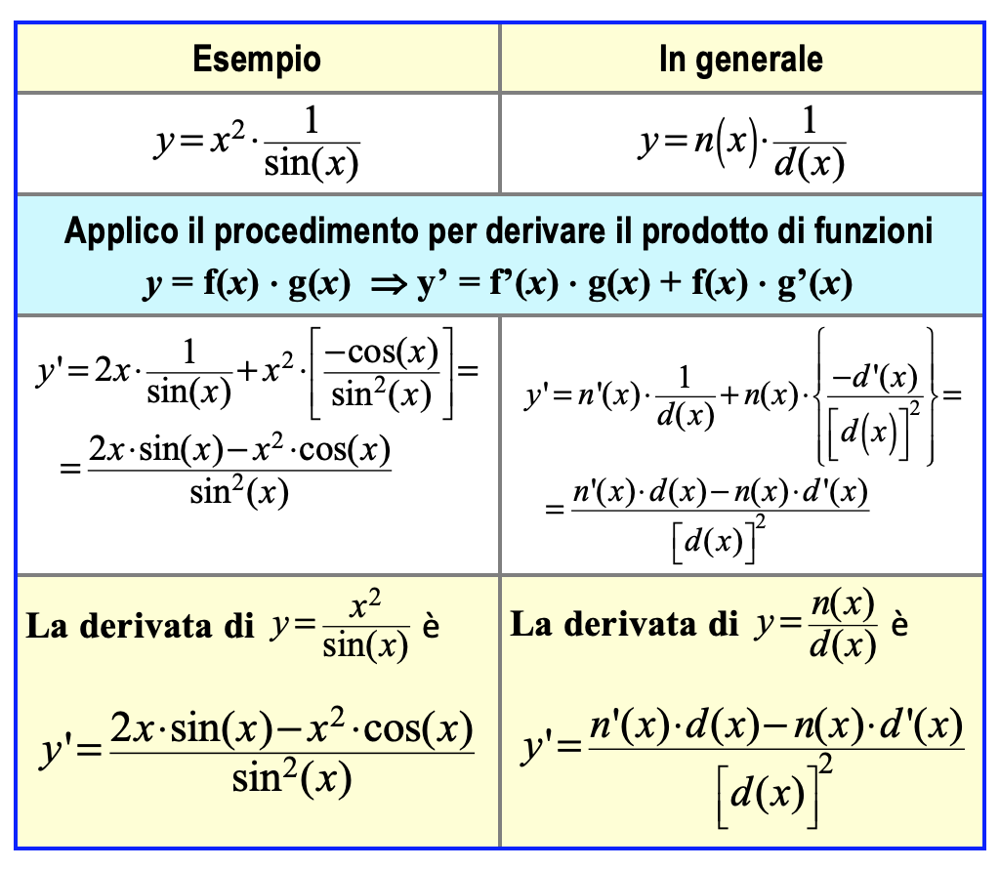 Esempio
In generale
y = x² · 1/sin(x)
y = n(x) · 1/d(x)
Applico il procedimento per derivare il prodotto di funzioni
y = f(x) · g(x) ⇒ y’ = f’(x) · g(x) + f(x) · g’(x)
y' = 2x · 1/sin(x) + x² · [−cos(x)/sin²(x)] =
= (2x·sin(x) − x²·cos(x))/sin²(x)
y' = n'(x) · 1/d(x) + n(x) · {−d'(x)/[d(x)]²} =
= (n'(x)·d(x) − n(x)·d'(x))/[d(x)]²
La derivata di y = x²/sin(x) è
y' = (2x·sin(x) − x²·cos(x))/sin²(x)
La derivata di y = n(x)/d(x) è
y' = (n'(x)·d(x) − n(x)·d'(x))/[d(x)]²